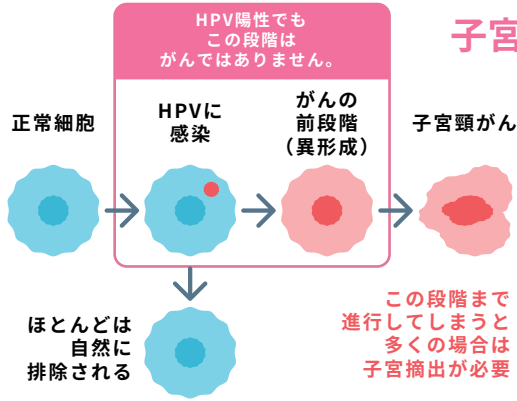 HPV陽性でも
この段階は
がんではありません。
子宮
正常細胞
HPVに
感染
がんの
前段階
（異形成）
子宮頸がん
ほとんどは
自然に
排除される
この段階まで
進行してしまうと
多くの場合は
子宮摘出が必要